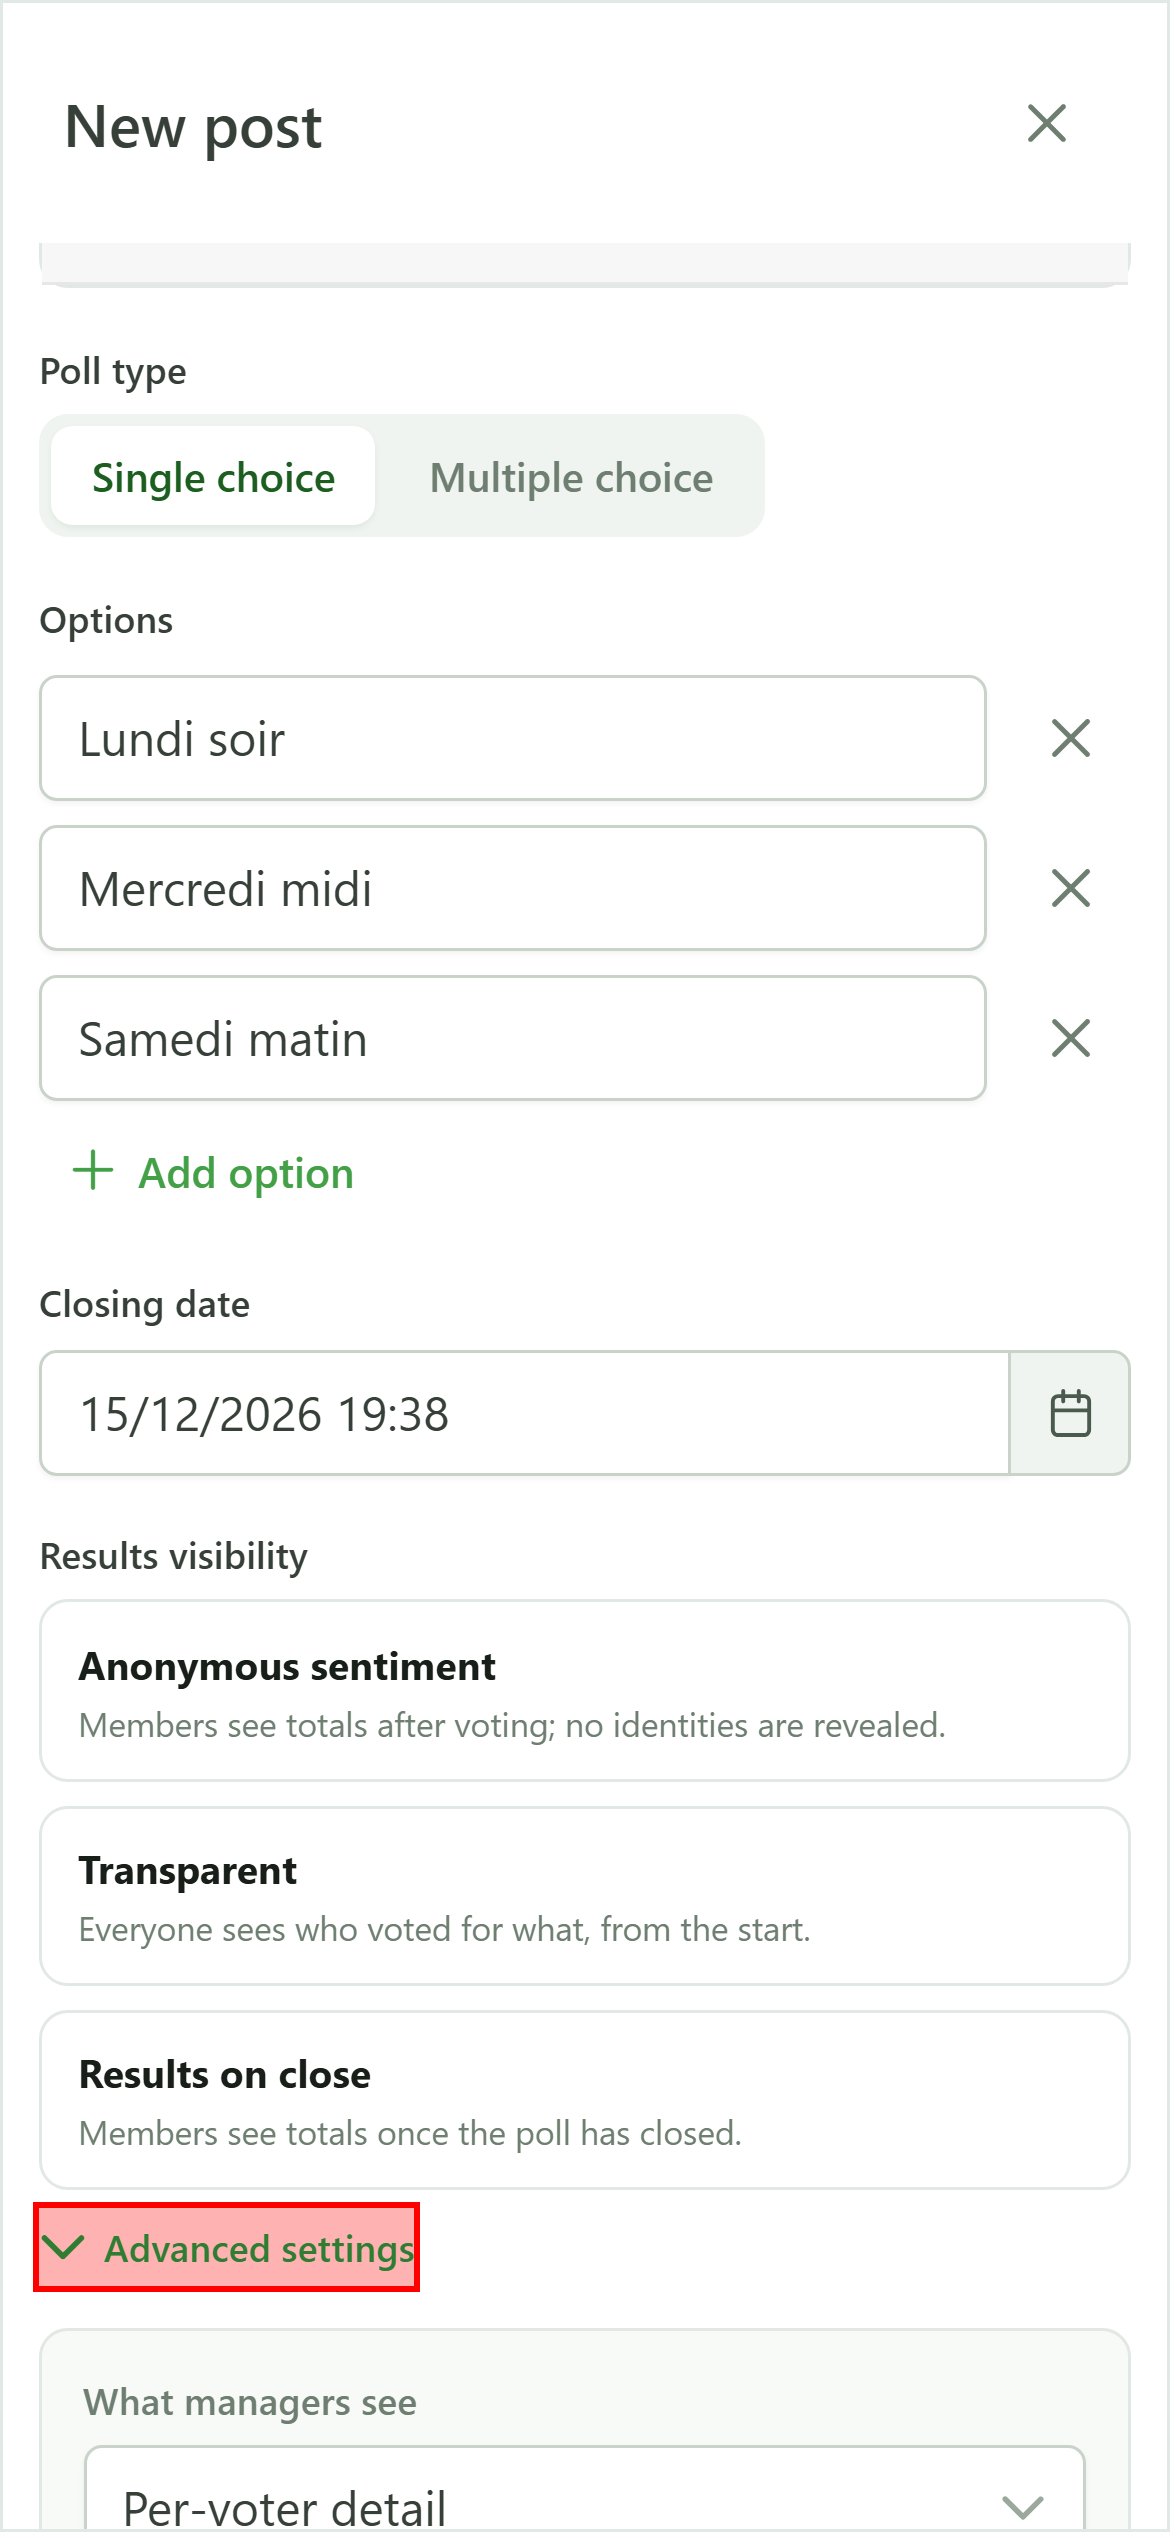 New post
Poll type
Single choice
Multiple choice
Options
Lundi soir
Mercredi midi
Samedi matin
Add option
Closing date
15/12/2026 19:38
Results visibility
Anonymous sentiment
Members see totals after voting; no identities are revealed.
Transparent
Everyone sees who voted for what, from the start.
Results on close
Members see totals once the poll has closed.
Advanced settings
What managers see
Per-voter detail